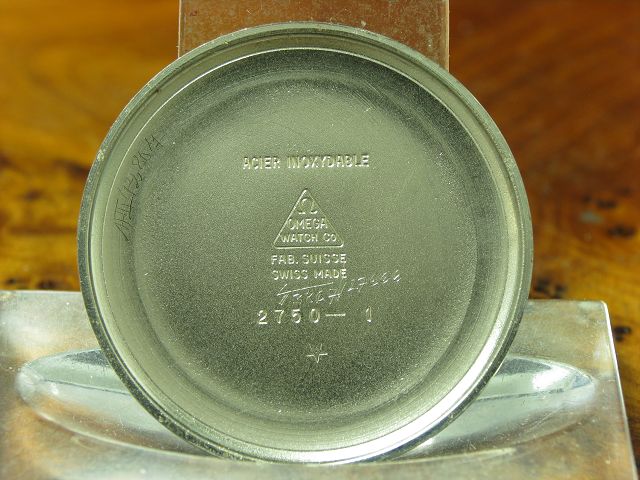 ACIER INOXYDABLE
Ω
OMEGA
WATCH Co
FAB. SUISSE
SWISS MADE
2750— 1